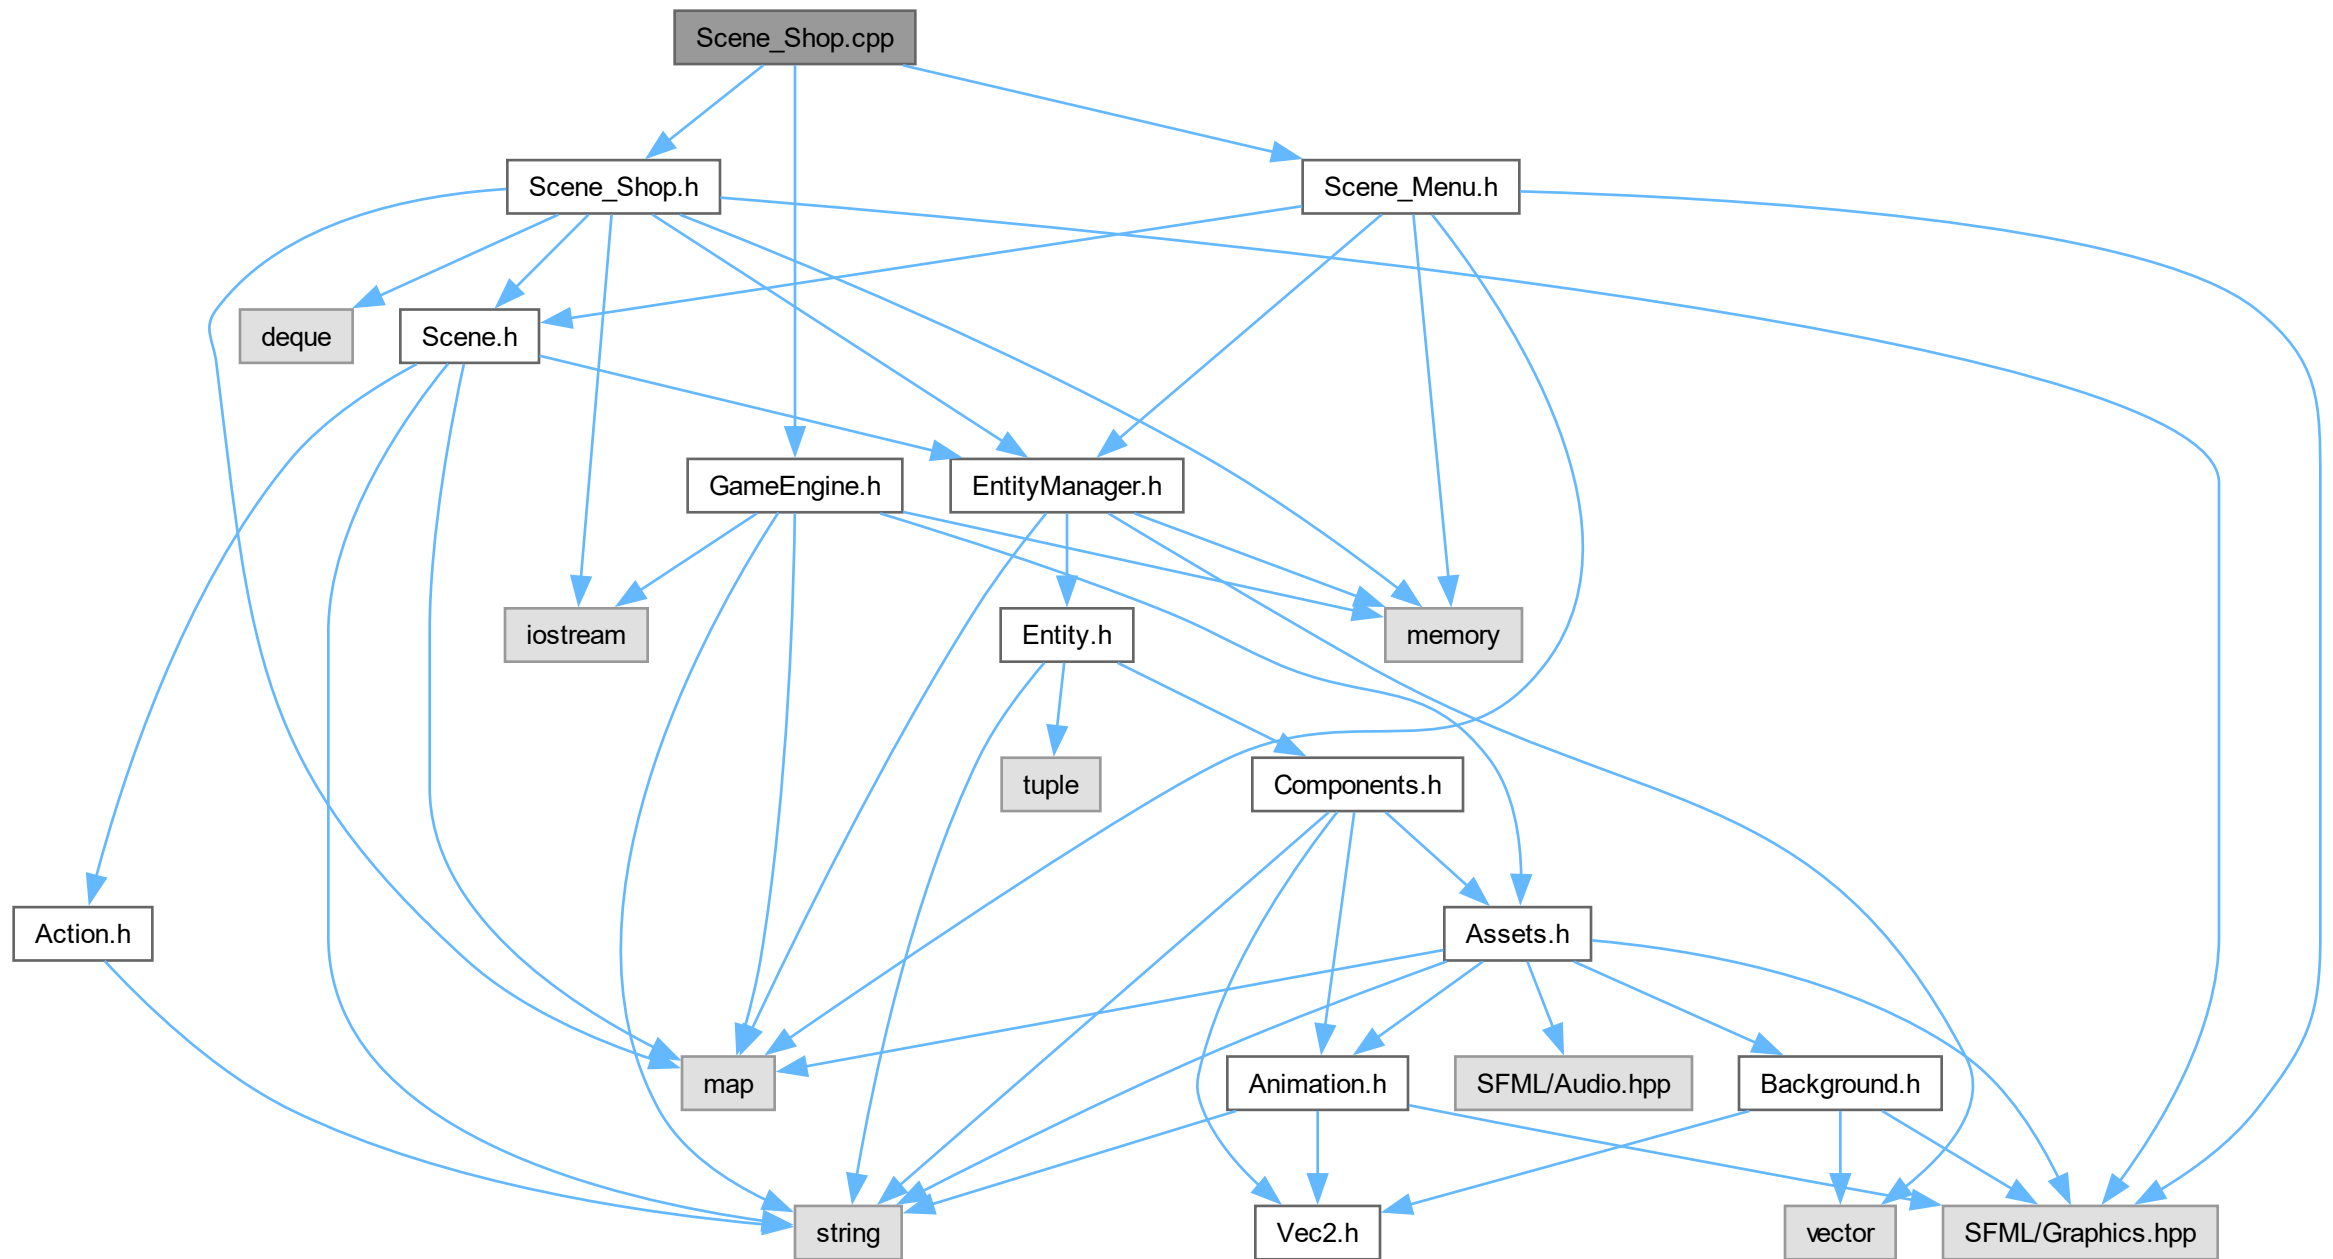 Scene_Shop.cpp
Scene_Shop.h
Scene_Menu.h
deque
Scene.h
GameEngine.h
EntityManager.h
iostream
Entity.h
memory
tuple
Components.h
Action.h
Assets.h
map
Animation.h
SFML/Audio.hpp
Background.h
string
Vec2.h
vector
SFML/Graphics.hpp